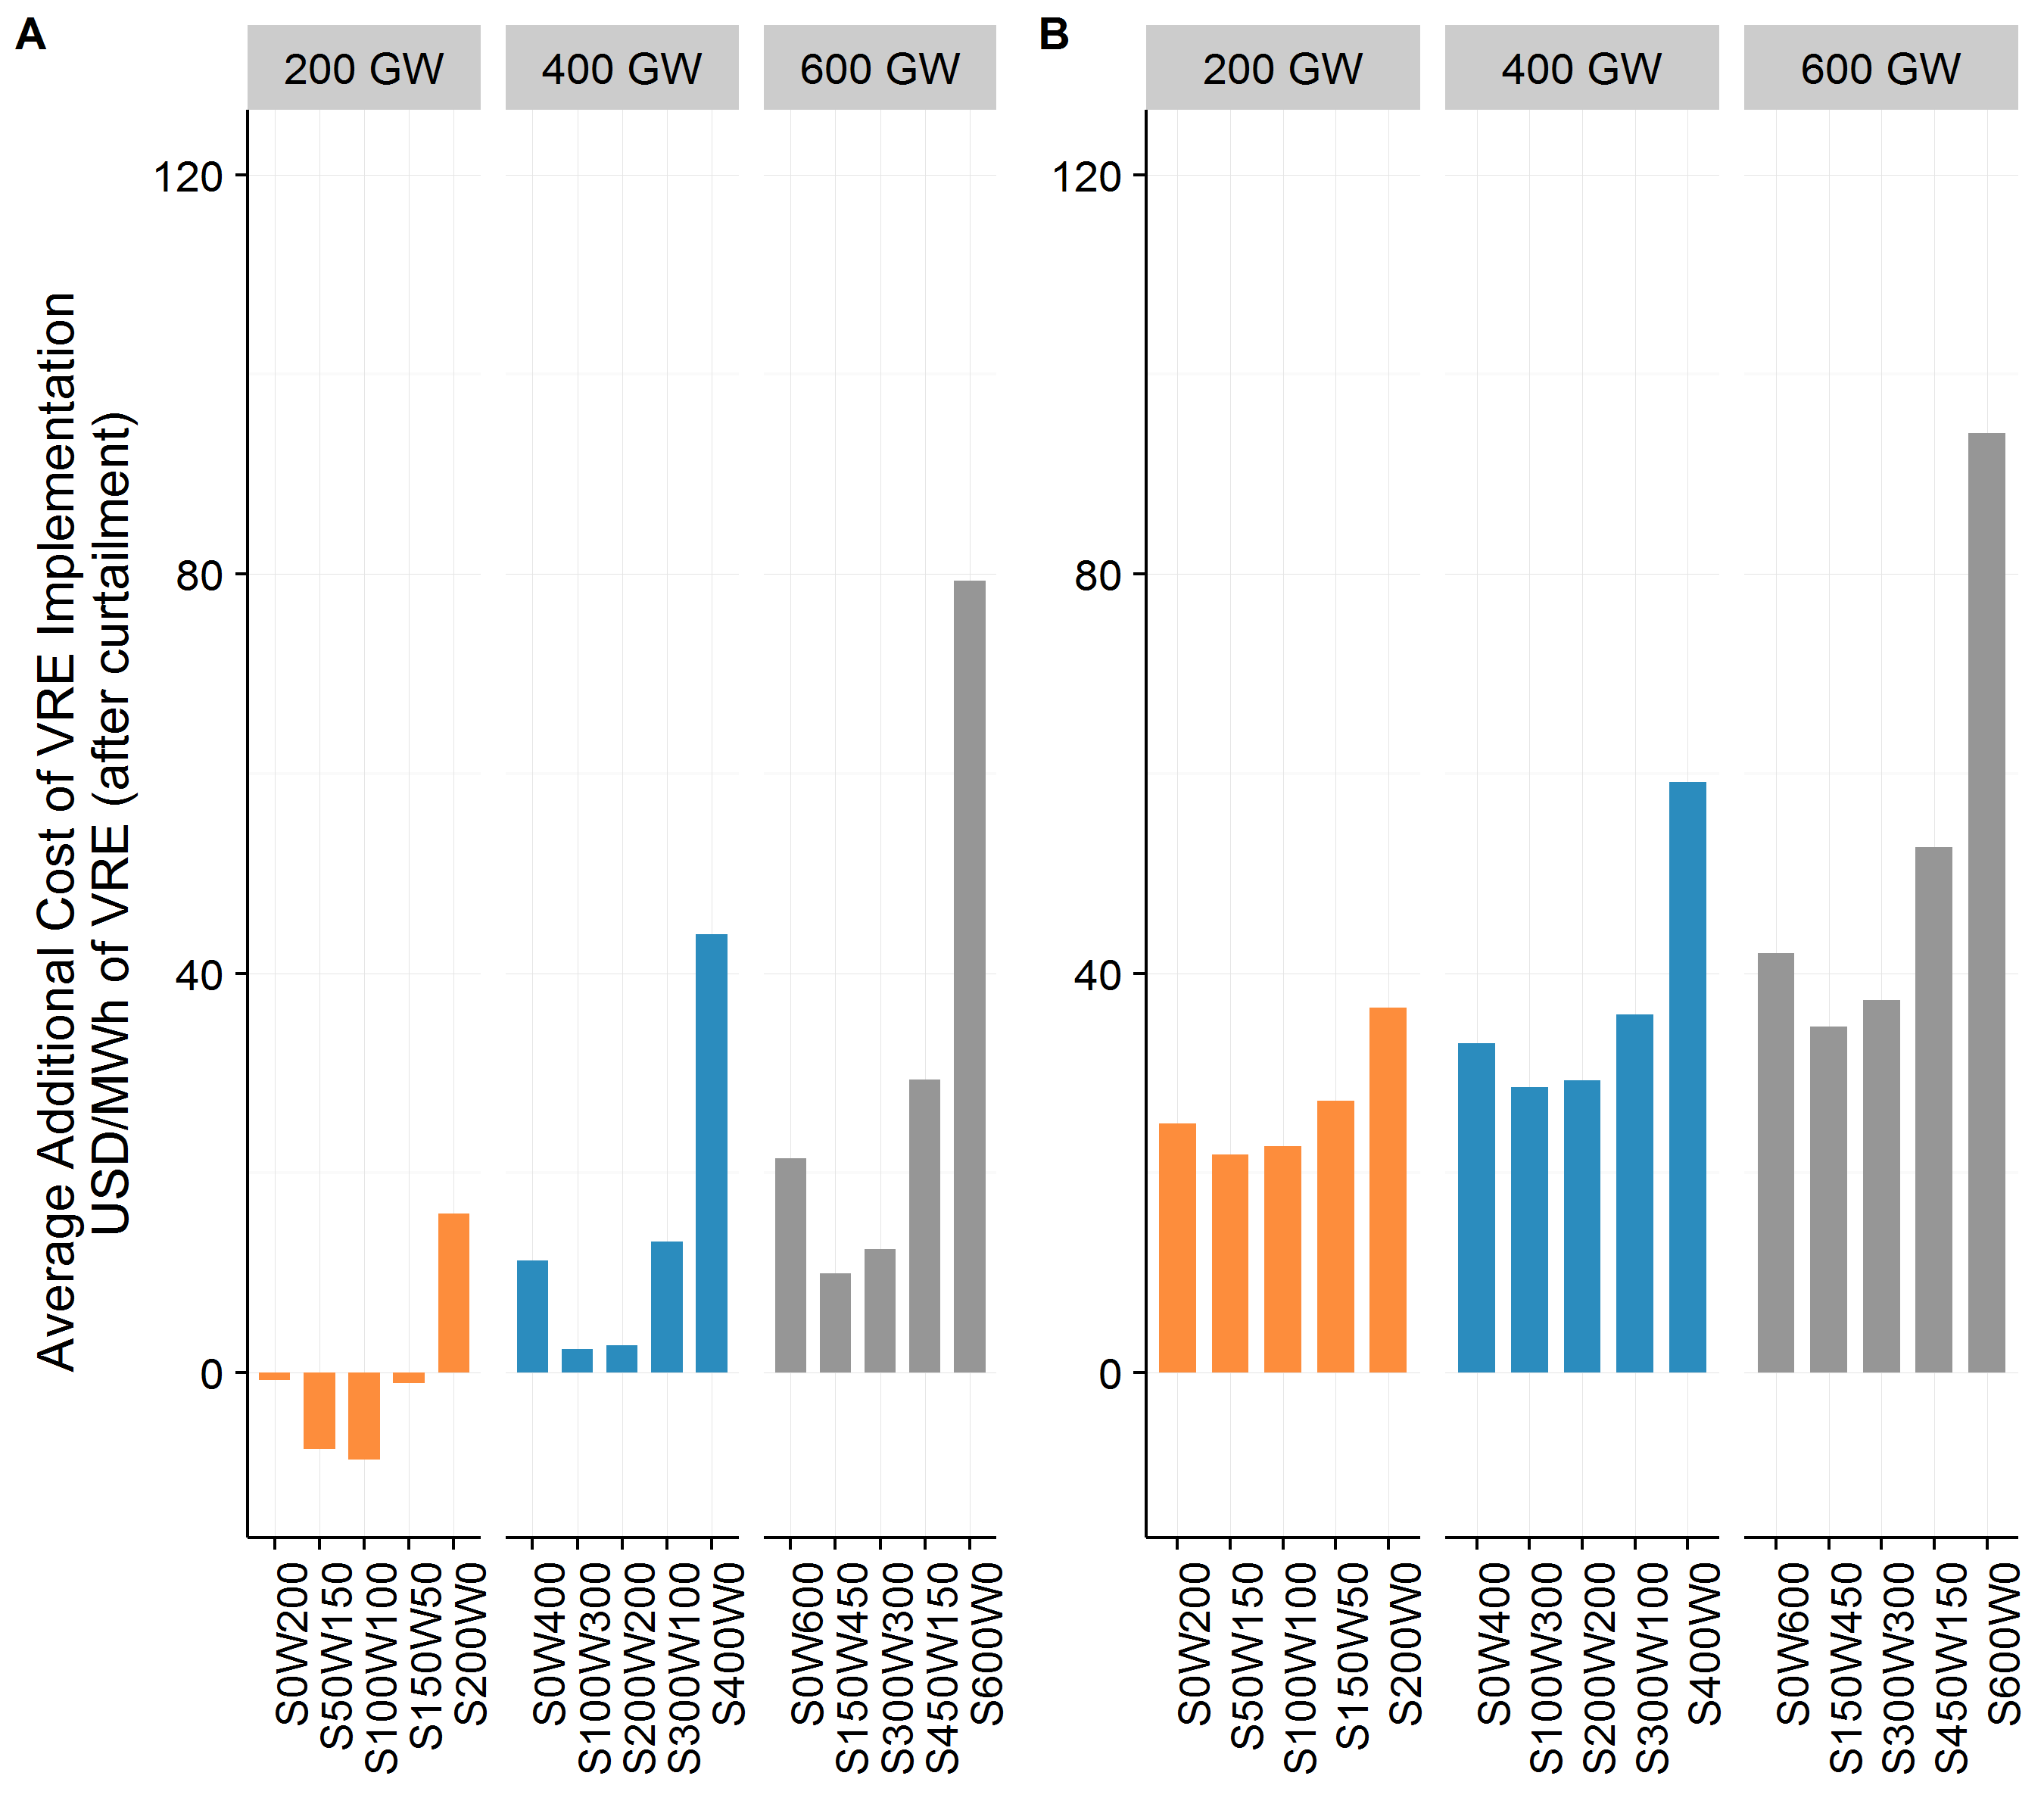 A
200 GW
400 GW
600 GW
Average Additional Cost of VRE Implementation
USD/MWh of VRE (after curtailment)
120
80
40
0
S0W200
S50W150
S100W100
S150W50
S200W0
S0W400
S100W300
S200W200
S300W100
S400W0
S0W600
S150W450
S300W300
S450W150
S600W0
B
200 GW
400 GW
600 GW
120
80
40
0
S0W200
S50W150
S100W100
S150W50
S200W0
S0W400
S100W300
S200W200
S300W100
S400W0
S0W600
S150W450
S300W300
S450W150
S600W0